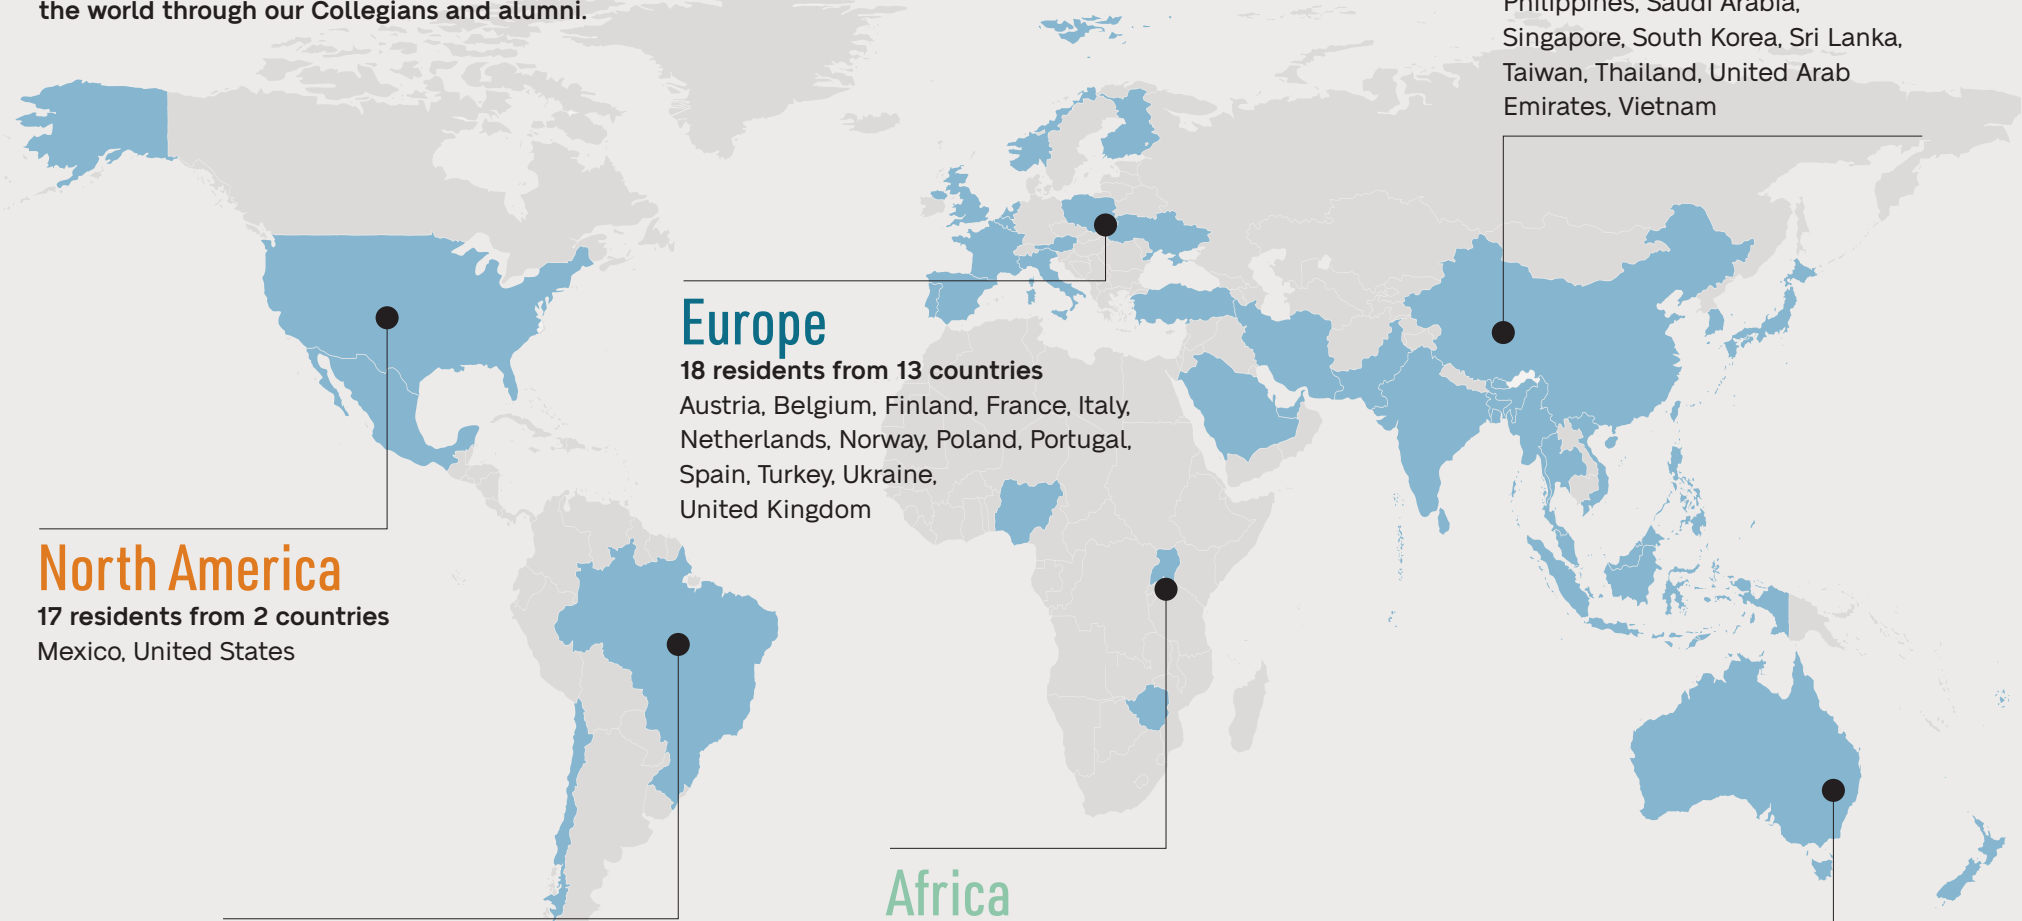 the world through our Collegians and alumni.
Philippines, Saudi Arabia,
Singapore, South Korea, Sri Lanka,
Taiwan, Thailand, United Arab
Emirates, Vietnam
Europe
18 residents from 13 countries
Austria, Belgium, Finland, France, Italy,
Netherlands, Norway, Poland, Portugal,
Spain, Turkey, Ukraine,
United Kingdom
North America
17 residents from 2 countries
Mexico, United States
Africa